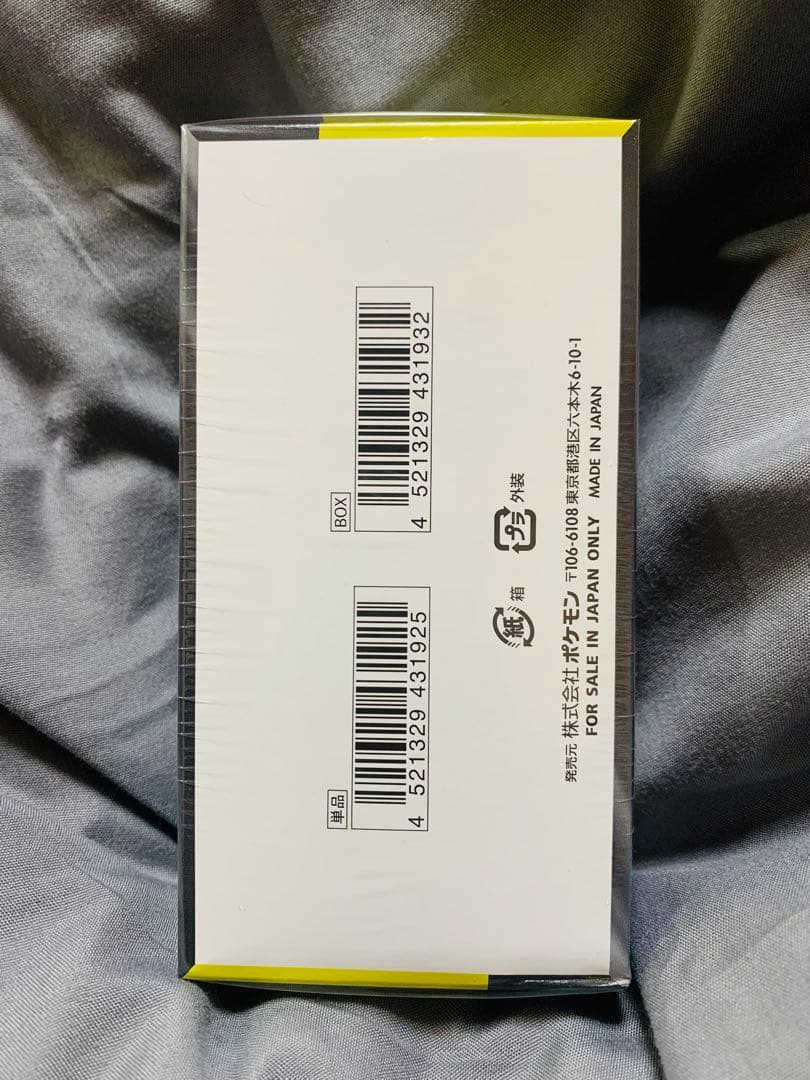 単品
4 521329 431925
BOX
4 521329 431932
紙 箱
プラ 外装
発売元 株式会社 ポケモン 〒106-6108 東京都港区六本木6-10-1
FOR SALE IN JAPAN ONLY MADE IN JAPAN